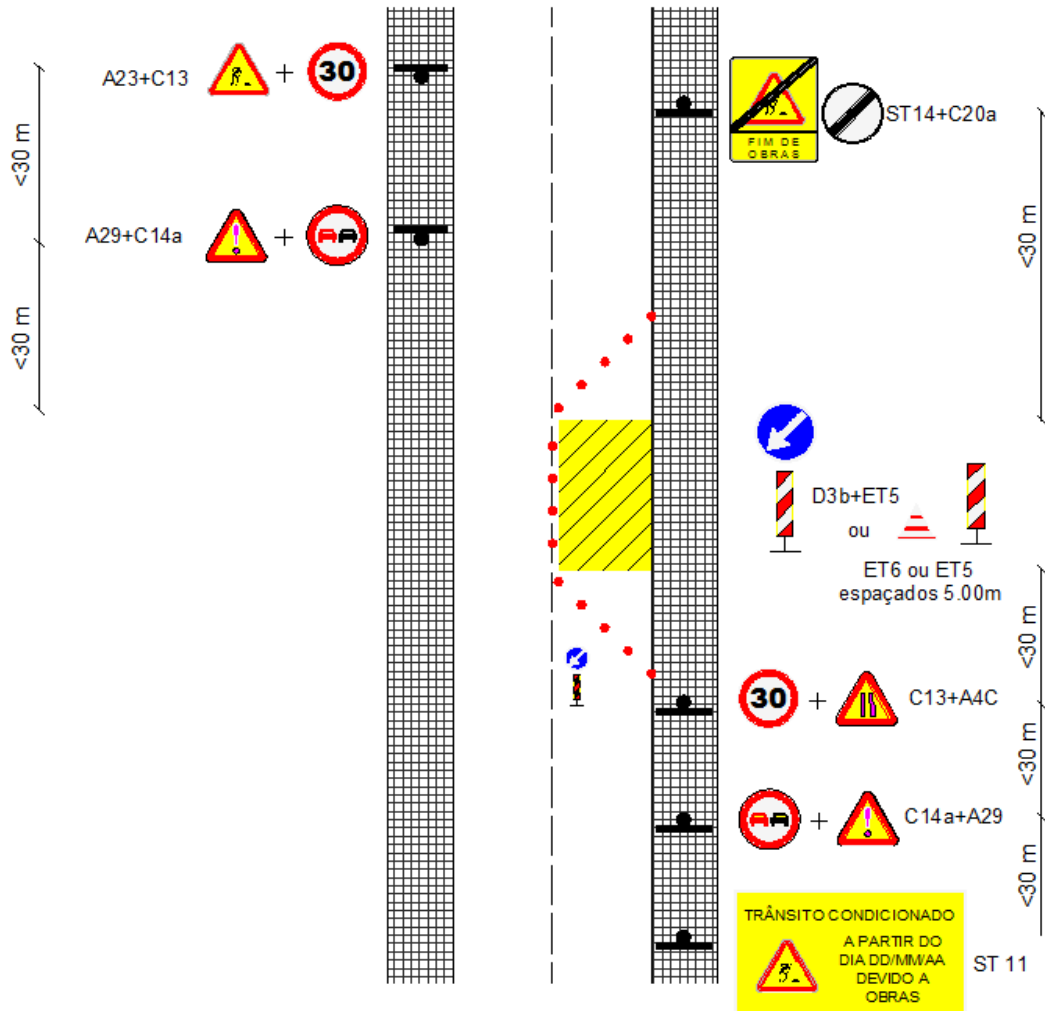 A23+C13
+
30
ST14+C20a
FIM DE
OBRAS
<30 m
<30 m
A29+C14a
+
<30 m
D3b+ET5
ou
ET6 ou ET5
espaçados 5.00m
<30 m
30
+
C13+A4C
<30 m
+
C14a+A29
<30 m
TRÂNSITO CONDICIONADO
A PARTIR DO
DIA DD/MM/AA
DEVIDO A
OBRAS
ST 11